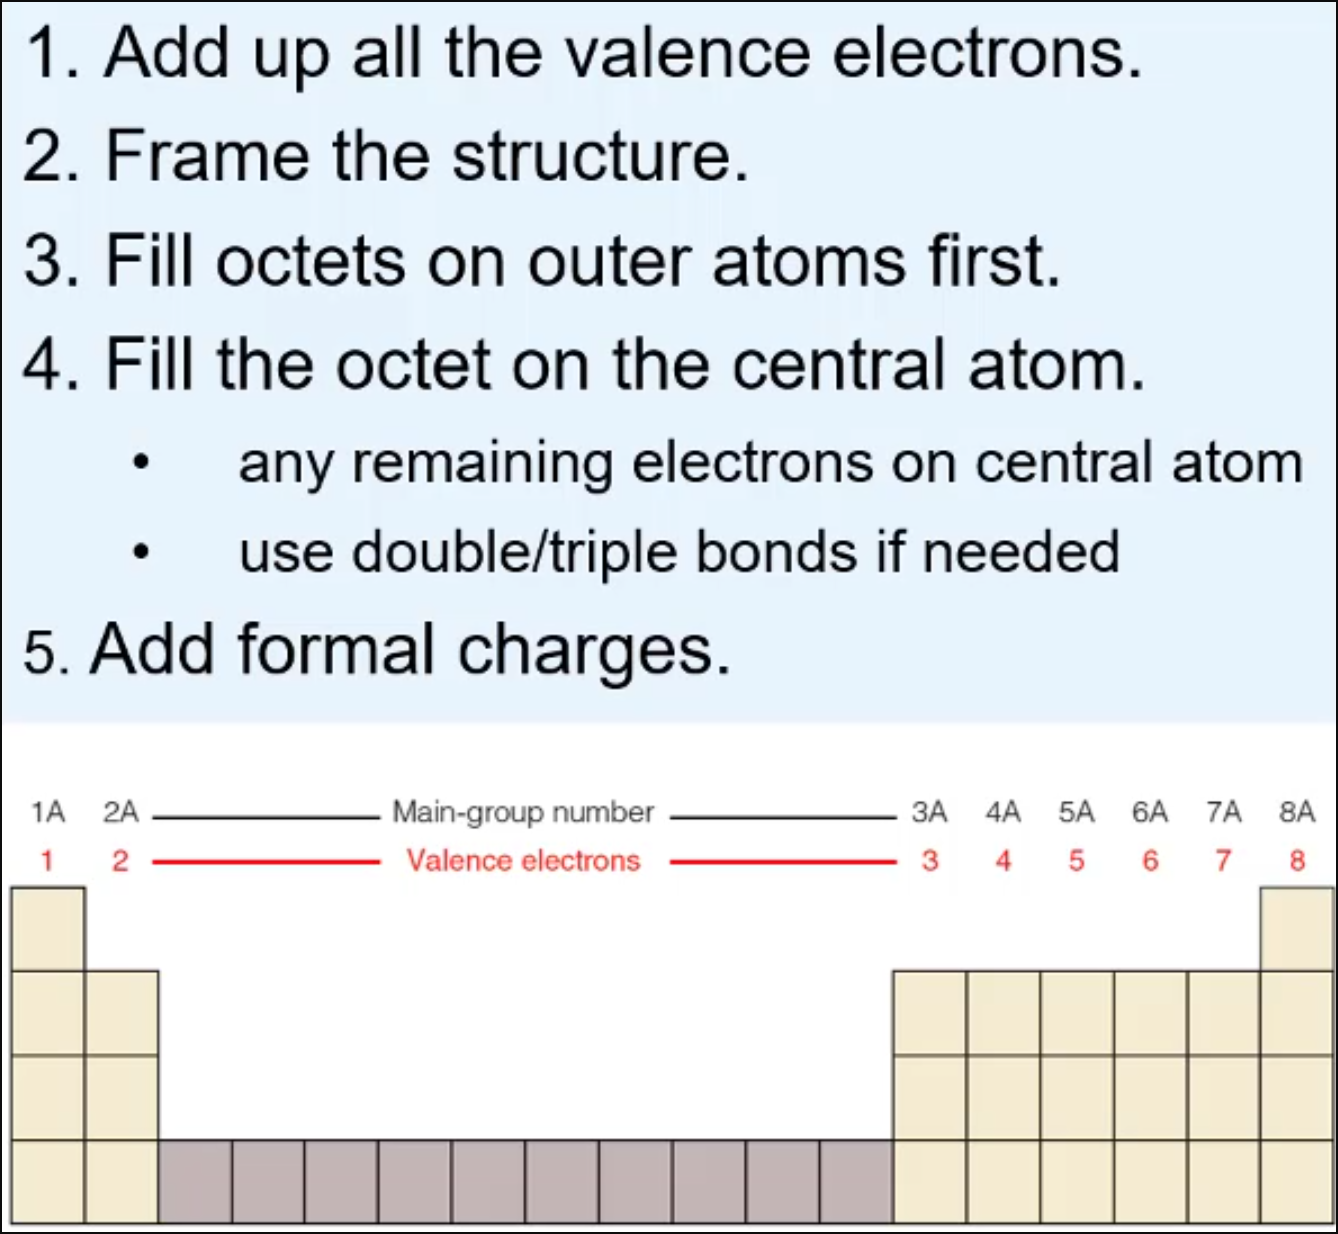 1. Add up all the valence electrons.
2. Frame the structure.
3. Fill octets on outer atoms first.
4. Fill the octet on the central atom.
• any remaining electrons on central atom
• use double/triple bonds if needed
5. Add formal charges.
1A 2A Main-group number 3A 4A 5A 6A 7A 8A
1 2 Valence electrons 3 4 5 6 7 8